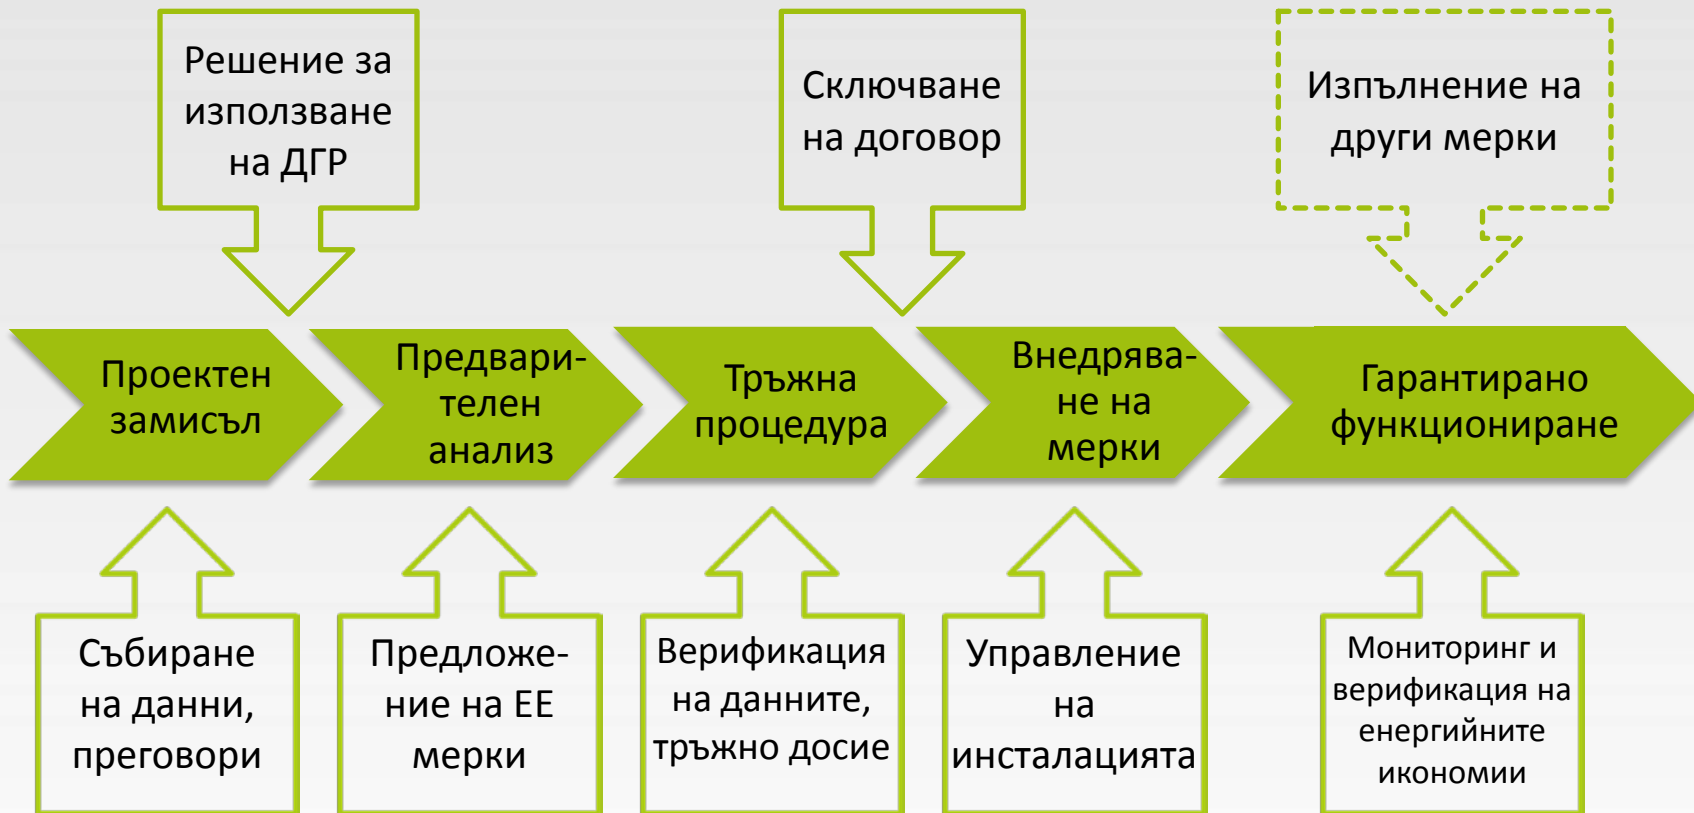 Решение за
използване
на ДГР
Сключване
на договор
Изпълнение на
други мерки
Проектен
замисъл
Предвари-
телен
анализ
Тръжна
процедура
Внедрява-
не на
мерки
Гарантирано
функциониране
Събиране
на данни,
преговори
Предложе-
ние на ЕЕ
мерки
Верификация
на данните,
тръжно досие
Управление
на
инсталацията
Мониторинг и
верификация на
енергийните
икономии